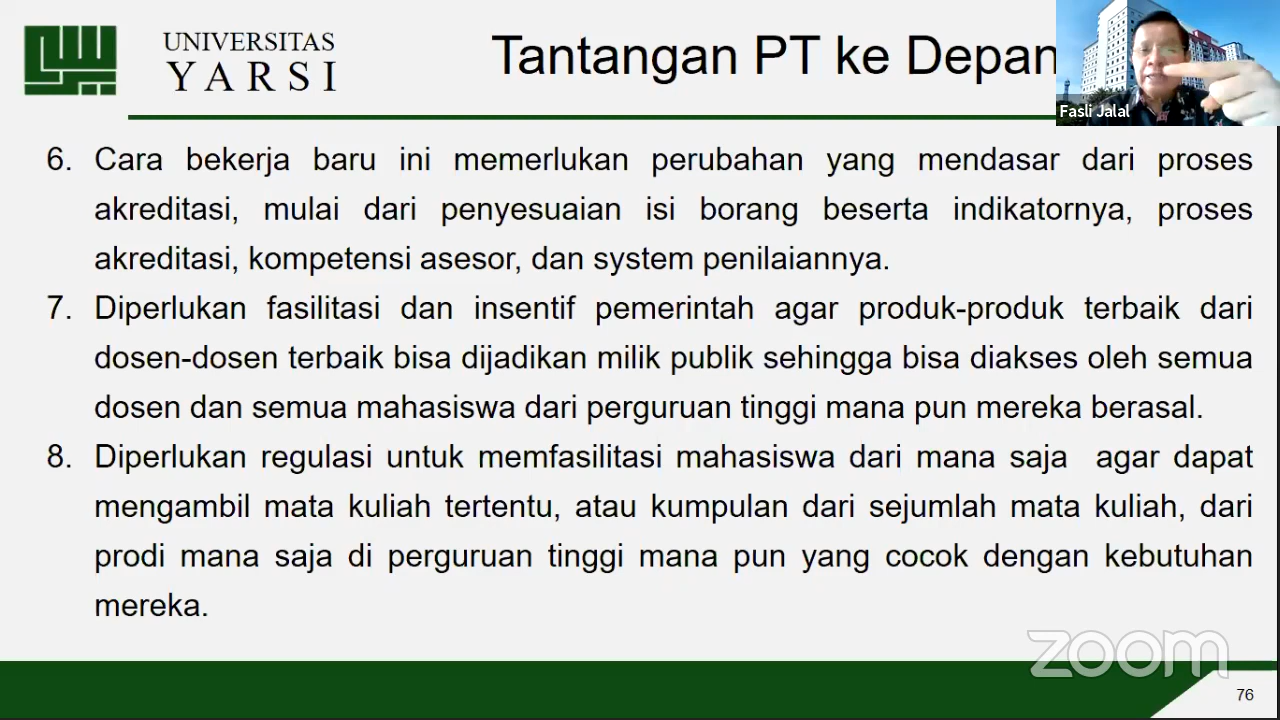 UNIVERSITAS
YARSI
Tantangan PT ke Depan
Fasli Jalal
6. Cara bekerja baru ini memerlukan perubahan yang mendasar dari proses
akreditasi, mulai dari penyesuaian isi borang beserta indikatornya, proses
akreditasi, kompetensi asesor, dan system penilaiannya.
7. Diperlukan fasilitasi dan insentif pemerintah agar produk-produk terbaik dari
dosen-dosen terbaik bisa dijadikan milik publik sehingga bisa diakses oleh semua
dosen dan semua mahasiswa dari perguruan tinggi mana pun mereka berasal.
8. Diperlukan regulasi untuk memfasilitasi mahasiswa dari mana saja agar dapat
mengambil mata kuliah tertentu, atau kumpulan dari sejumlah mata kuliah, dari
prodi mana saja di perguruan tinggi mana pun yang cocok dengan kebutuhan
mereka.
zoom
76